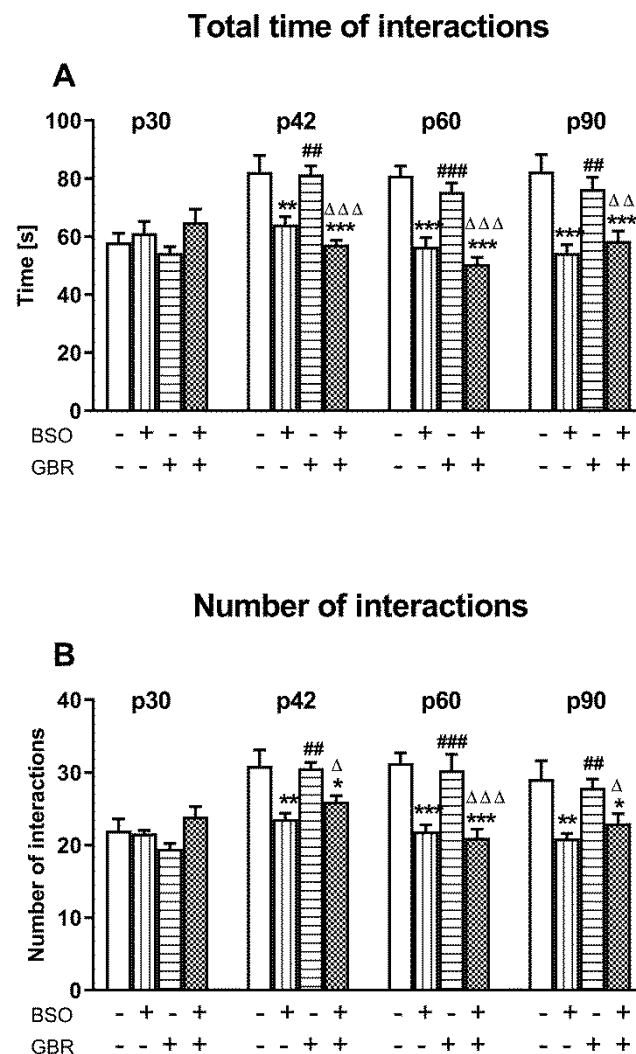 Total time of interactions
A
p30 p42 p60 p90
100
80
60
40
20
0
Time [s]
## ### ## 
** *** ***
ΔΔΔ ΔΔΔ ΔΔ
*** *** ***
BSO - + - + - + - + - + - + - + - +
GBR - - + + - - + + - - + + - - + +
Number of interactions
B
p30 p42 p60 p90
40
30
20
10
0
Number of interactions
## ### ##
** *** **
Δ ΔΔΔ Δ
* *** *
BSO - + - + - + - + - + - + - + - +
GBR - - + + - - + + - - + + - - + +